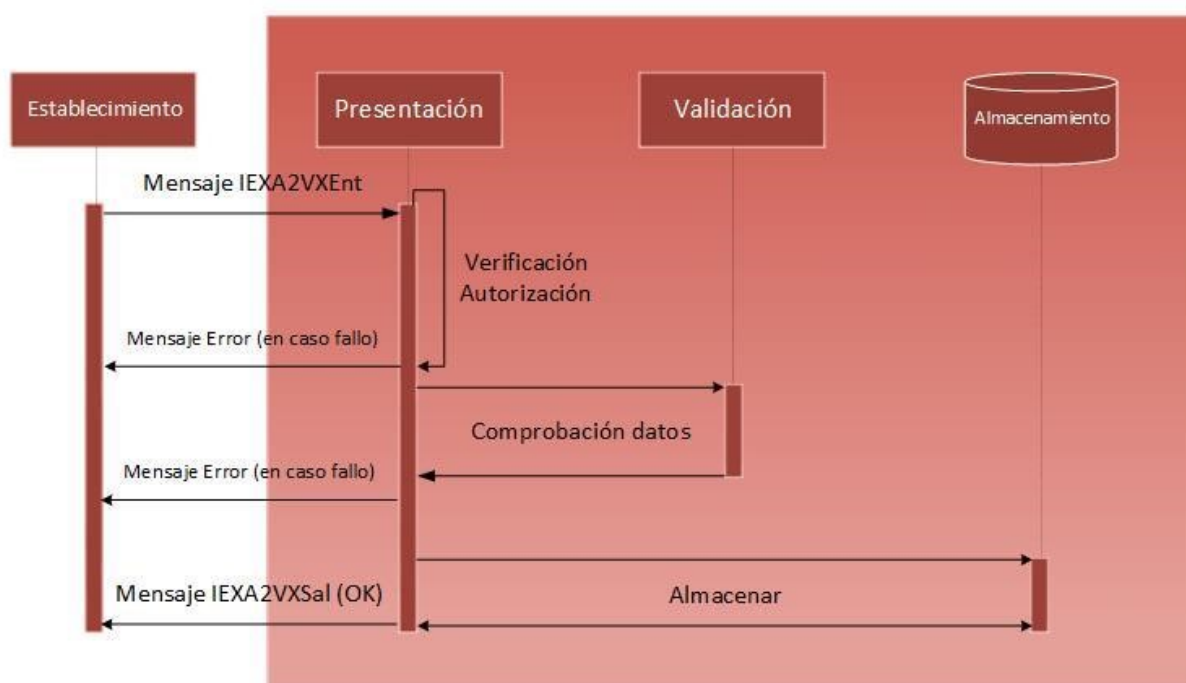 Establecimiento
Presentación
Validación
Almacenamiento
Mensaje IEXA2VXEnt
Verificación
Autorización
Mensaje Error (en caso fallo)
Comprobación datos
Mensaje Error (en caso fallo)
Mensaje IEXA2VXSal (OK)
Almacenar